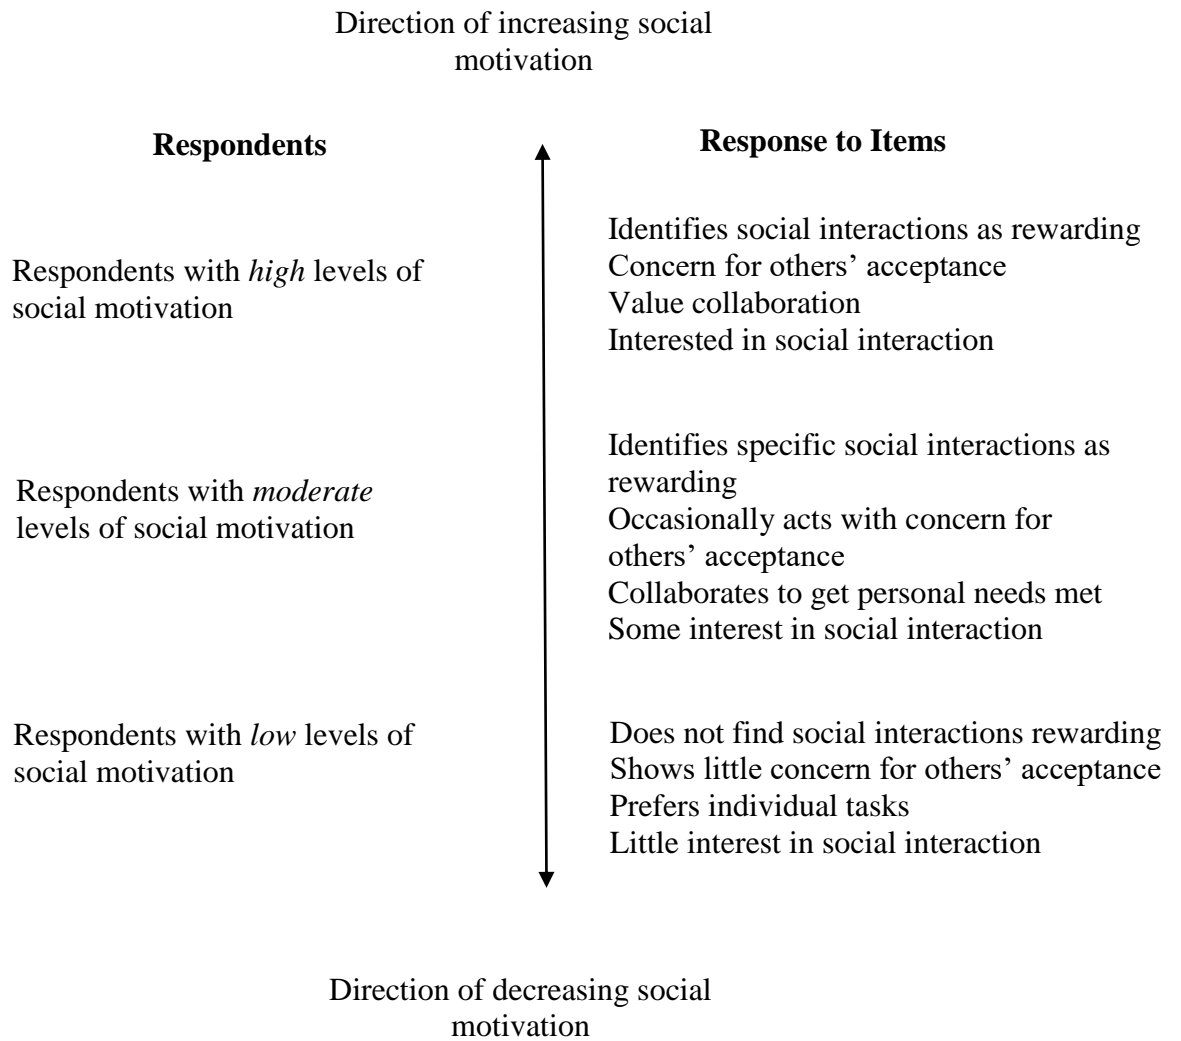 Direction of increasing social
motivation
Respondents
Response to Items
Respondents with high levels of
social motivation
Identifies social interactions as rewarding
Concern for others’ acceptance
Value collaboration
Interested in social interaction
Respondents with moderate
levels of social motivation
Identifies specific social interactions as
rewarding
Occasionally acts with concern for
others’ acceptance
Collaborates to get personal needs met
Some interest in social interaction
Respondents with low levels of
social motivation
Does not find social interactions rewarding
Shows little concern for others’ acceptance
Prefers individual tasks
Little interest in social interaction
Direction of decreasing social
motivation